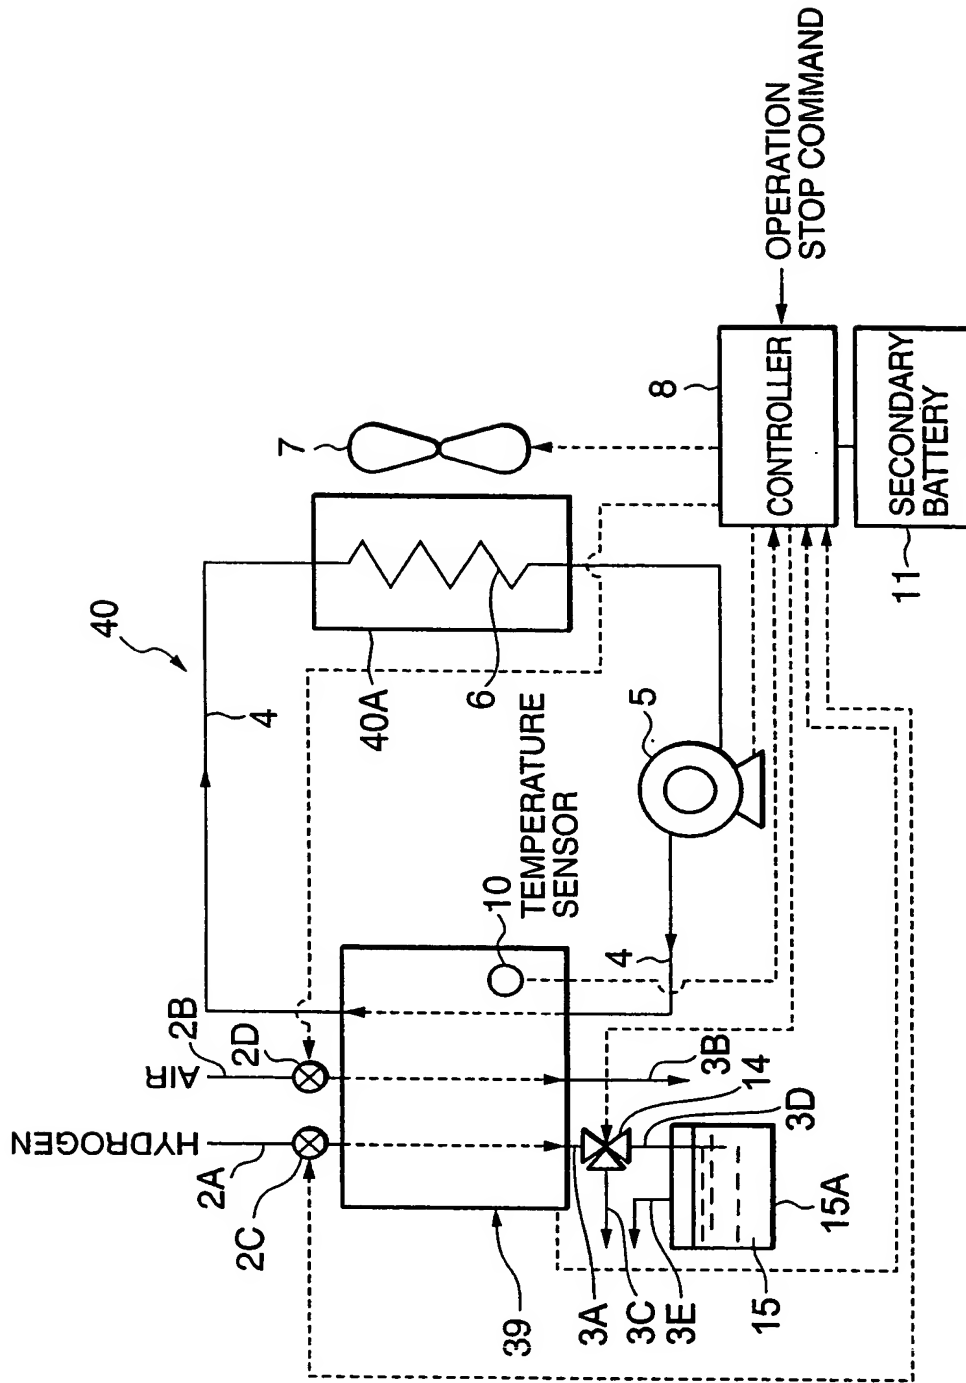 HYDROGEN
AIR
2A
2B
2C
2D
40
4
7
40A
6
10
TEMPERATURE
SENSOR
39
3A
3C
3E
4
5
8
3B
14
3D
15
15A
CONTROLLER
OPERATION
STOP COMMAND
11
SECONDARY
BATTERY